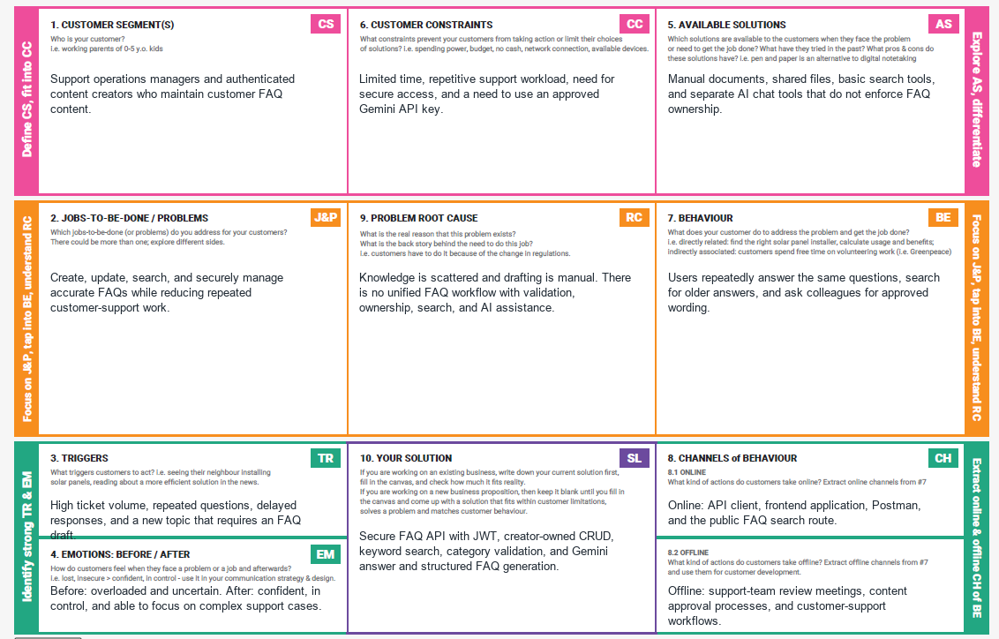 Define CS, fit into CC
1. CUSTOMER SEGMENT(S)
CS
Who is your customer?
i.e. working parents of 0-5 y.o. kids
Support operations managers and authenticated
content creators who maintain customer FAQ
content.
6. CUSTOMER CONSTRAINTS
CC
What constraints prevent your customers from taking action or limit their choices
of solutions? i.e. spending power, budget, no cash, network connection, available devices.
Limited time, repetitive support workload, need for
secure access, and a need to use an approved
Gemini API key.
5. AVAILABLE SOLUTIONS
AS
Which solutions are available to the customers when they face the problem
or need to get the job done? What have they tried in the past? What pros & cons do
these solutions have? i.e. pen and paper is an alternative to digital notetaking
Manual documents, shared files, basic search tools,
and separate AI chat tools that do not enforce FAQ
ownership.
Explore AS, differentiate
Focus on J&P, tap into BE, understand RC
2. JOBS-TO-BE-DONE / PROBLEMS
J&P
Which jobs-to-be-done (or problems) do you address for your customers?
There could be more than one; explore different sides.
Create, update, search, and securely manage
accurate FAQs while reducing repeated
customer-support work.
9. PROBLEM ROOT CAUSE
RC
What is the real reason that this problem exists?
What is the back story behind the need to do this job?
i.e. customers have to do it because of the change in regulations.
Knowledge is scattered and drafting is manual. There
is no unified FAQ workflow with validation,
ownership, search, and AI assistance.
7. BEHAVIOUR
BE
What does your customer do to address the problem and get the job done?
i.e. directly related: find the right solar panel installer, calculate usage and benefits;
indirectly associated: customers spend free time on volunteering work (i.e. Greenpeace)
Users repeatedly answer the same questions, search
for older answers, and ask colleagues for approved
wording.
Focus on J&P, tap into BE, understand RC
Identify strong TR & EM
3. TRIGGERS
TR
What triggers customers to act? i.e. seeing their neighbour installing
solar panels, reading about a more efficient solution in the news.
High ticket volume, repeated questions, delayed
responses, and a new topic that requires an FAQ
draft.
4. EMOTIONS: BEFORE / AFTER
EM
How do customers feel when they face a problem or a job and afterwards?
i.e. lost, insecure > confident, in control - use it in your communication strategy & design.
Before: overloaded and uncertain. After: confident, in
control, and able to focus on complex support cases.
10. YOUR SOLUTION
SL
If you are working on an existing business, write down your current solution first,
fill in the canvas, and check how much it fits reality.
If you are working on a new business proposition, then keep it blank until you fill in
the canvas and come up with a solution that fits within customer limitations,
solves a problem and matches customer behaviour.
Secure FAQ API with JWT, creator-owned CRUD,
keyword search, category validation, and Gemini
answer and structured FAQ generation.
8. CHANNELS of BEHAVIOUR
CH
8.1 ONLINE
What kind of actions do customers take online? Extract online channels from #7
Online: API client, frontend application, Postman,
and the public FAQ search route.
8.2 OFFLINE
What kind of actions do customers take offline? Extract offline channels from #7
and use them for customer development.
Offline: support-team review meetings, content
approval processes, and customer-support
workflows.
Extract online & offline CH of BE